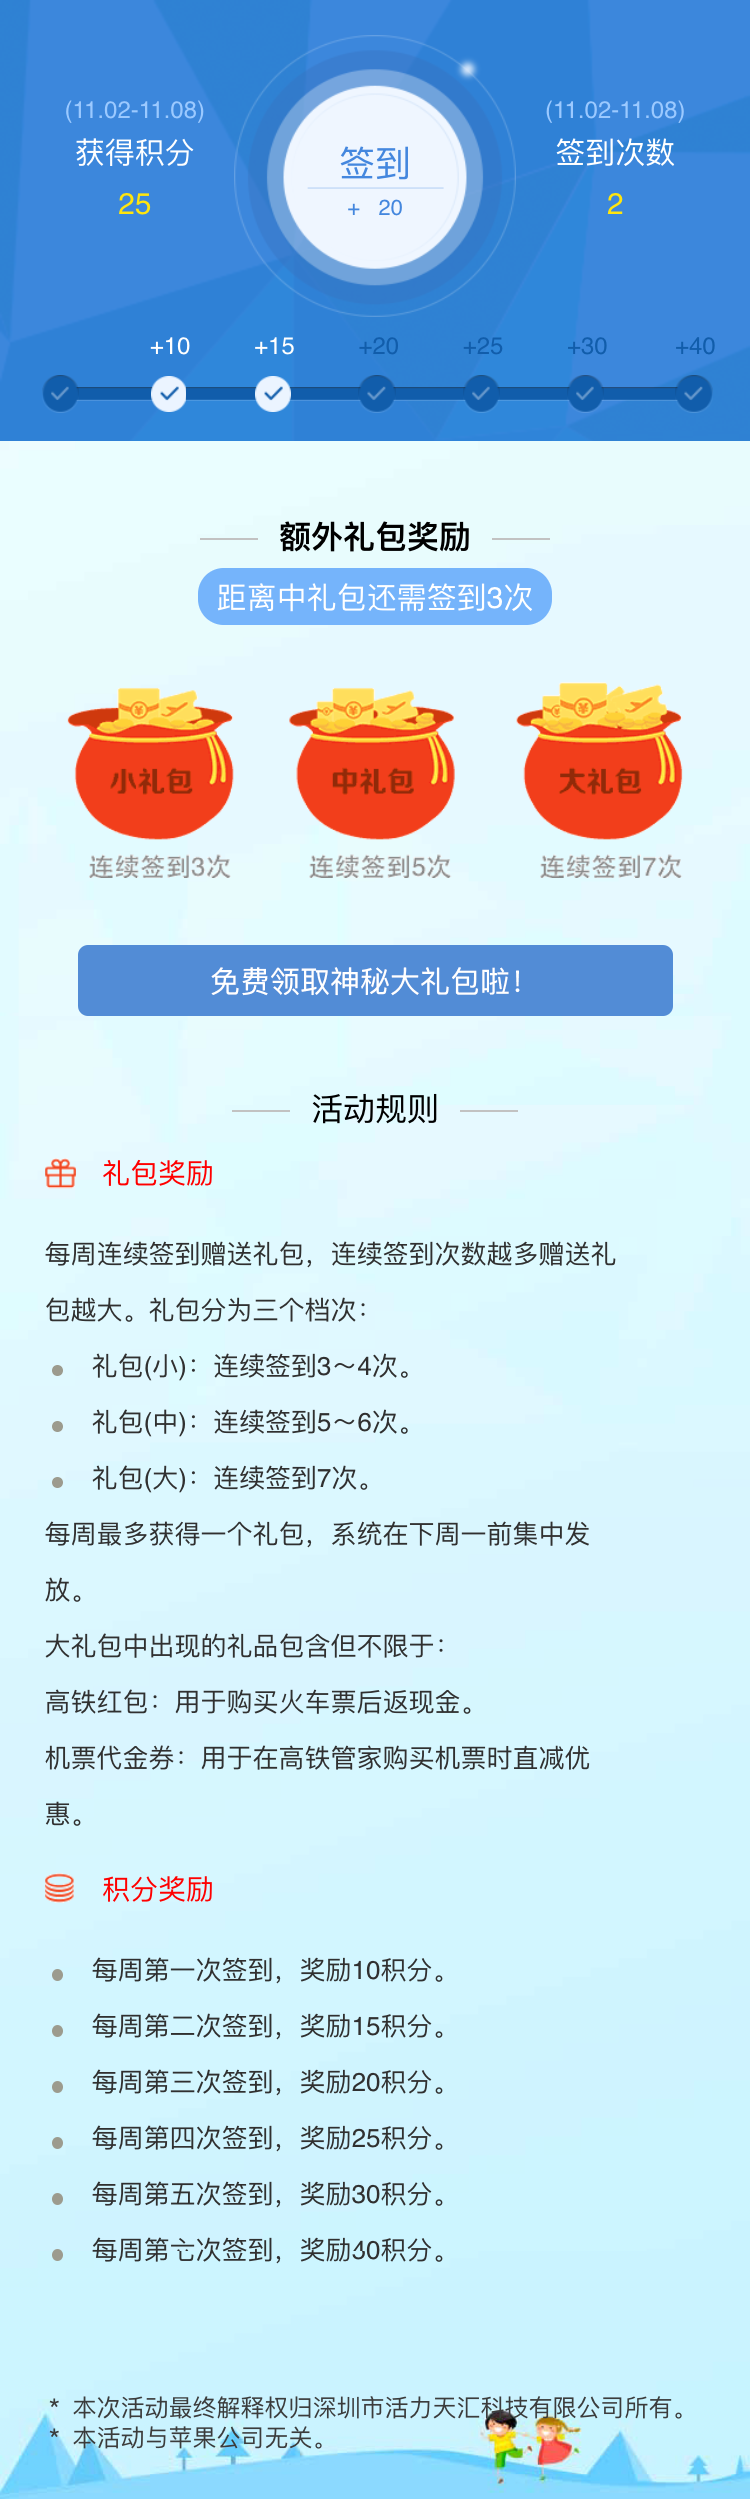 (11.02-11.08)
获得积分
25
签到
+ 20
(11.02-11.08)
签到次数
2
+10 +15 +20 +25 +30 +40
额外礼包奖励
距离中礼包还需签到3次
小礼包 中礼包 大礼包
连续签到3次 连续签到5次 连续签到7次
免费领取神秘大礼包啦!
活动规则
礼包奖励
每周连续签到赠送礼包，连续签到次数越多赠送礼
包越大。礼包分为三个档次：
礼包(小)：连续签到3～4次。
礼包(中)：连续签到5～6次。
礼包(大)：连续签到7次。
每周最多获得一个礼包，系统在下周一前集中发
放。
大礼包中出现的礼品包含但不限于：
高铁红包：用于购买火车票后返现金。
机票代金券：用于在高铁管家购买机票时直减优
惠。
积分奖励
每周第一次签到，奖励10积分。
每周第二次签到，奖励15积分。
每周第三次签到，奖励20积分。
每周第四次签到，奖励25积分。
每周第五次签到，奖励30积分。
每周第 次签到，奖励40积分。
* 本次活动最终解释权归深圳市活力天汇科技有限公司所有。
* 本活动与苹果公司无关。